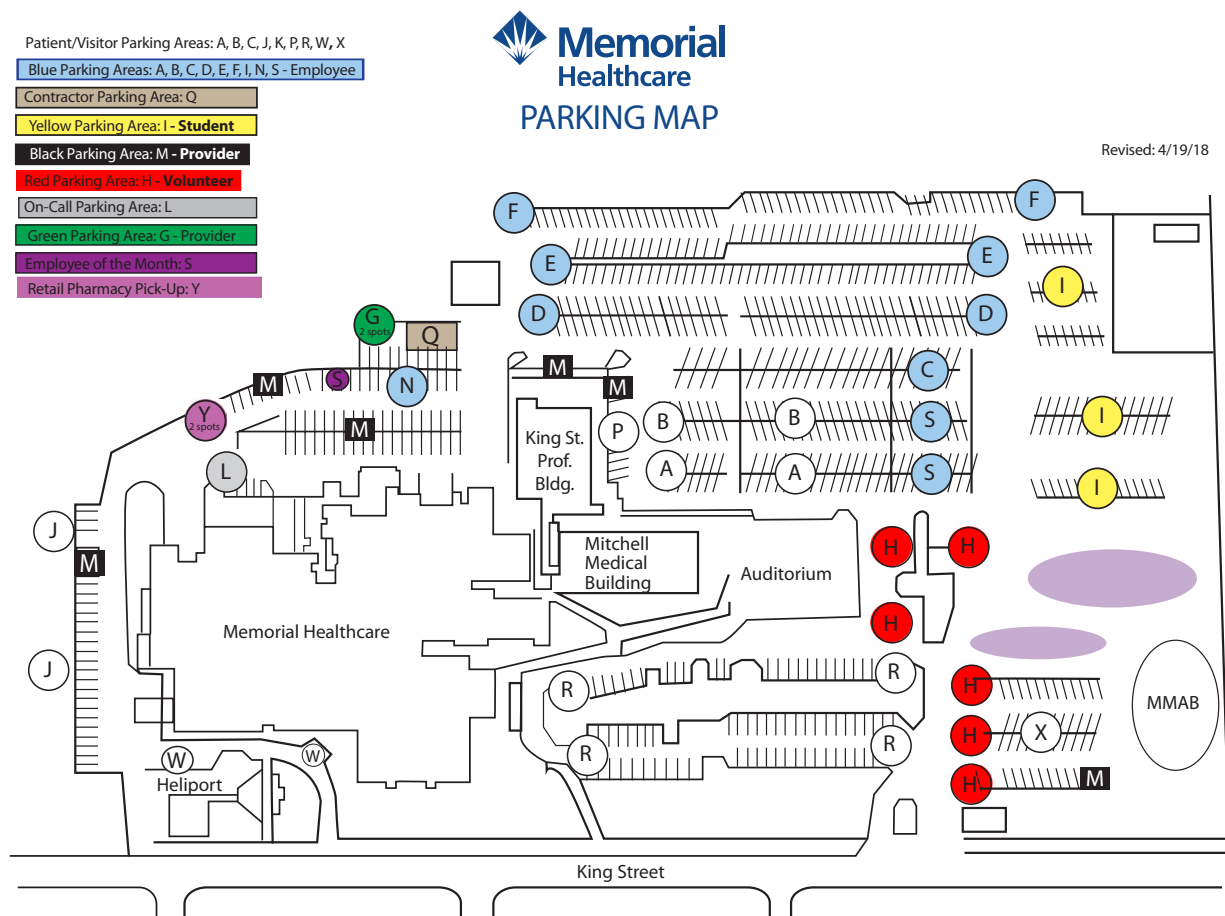 Patient/Visitor Parking Areas: A, B, C, J, K, P, R, W, X
Blue Parking Areas: A, B, C, D, E, F, I, N, S - Employee
Contractor Parking Area: Q
Yellow Parking Area: I - Student
Black Parking Area: M - Provider
Red Parking Area: H - Volunteer
On-Call Parking Area: L
Green Parking Area: G - Provider
Employee of the Month: S
Retail Pharmacy Pick-Up: Y
Memorial
Healthcare
PARKING MAP
Revised: 4/19/18
F
F
E
E
I
D
D
G
2 spots
Q
M
S
N
M
M
C
Y
2 spots
M
P
B
B
S
I
King St.
Prof.
Bldg.
L
A
A
S
I
J
M
Mitchell
Medical
Building
Auditorium
H
H
H
Memorial Healthcare
J
R
R
H
MMAB
R
R
H
X
W
W
H
M
Heliport
King Street